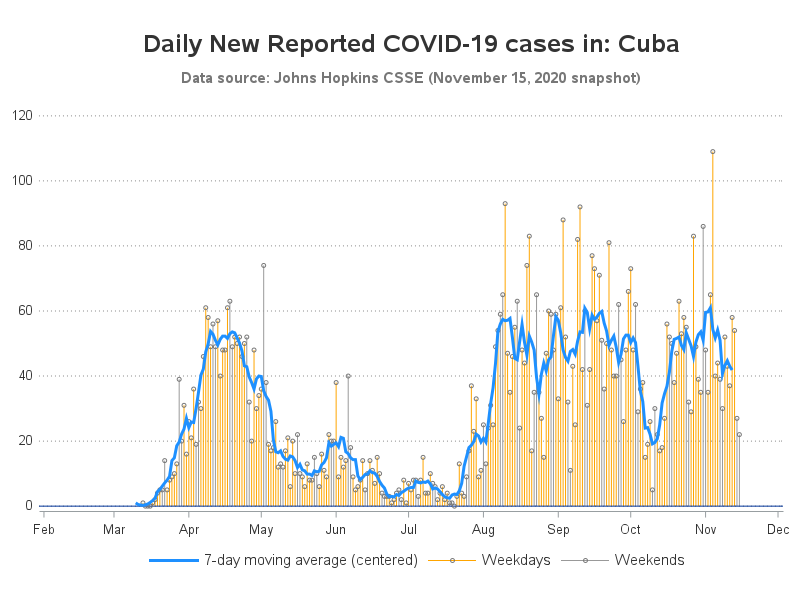 Daily New Reported COVID-19 cases in: Cuba
Data source: Johns Hopkins CSSE (November 15, 2020 snapshot)
120
100
80
60
40
20
0
Feb Mar Apr May Jun Jul Aug Sep Oct Nov Dec
7-day moving average (centered) Weekdays Weekends